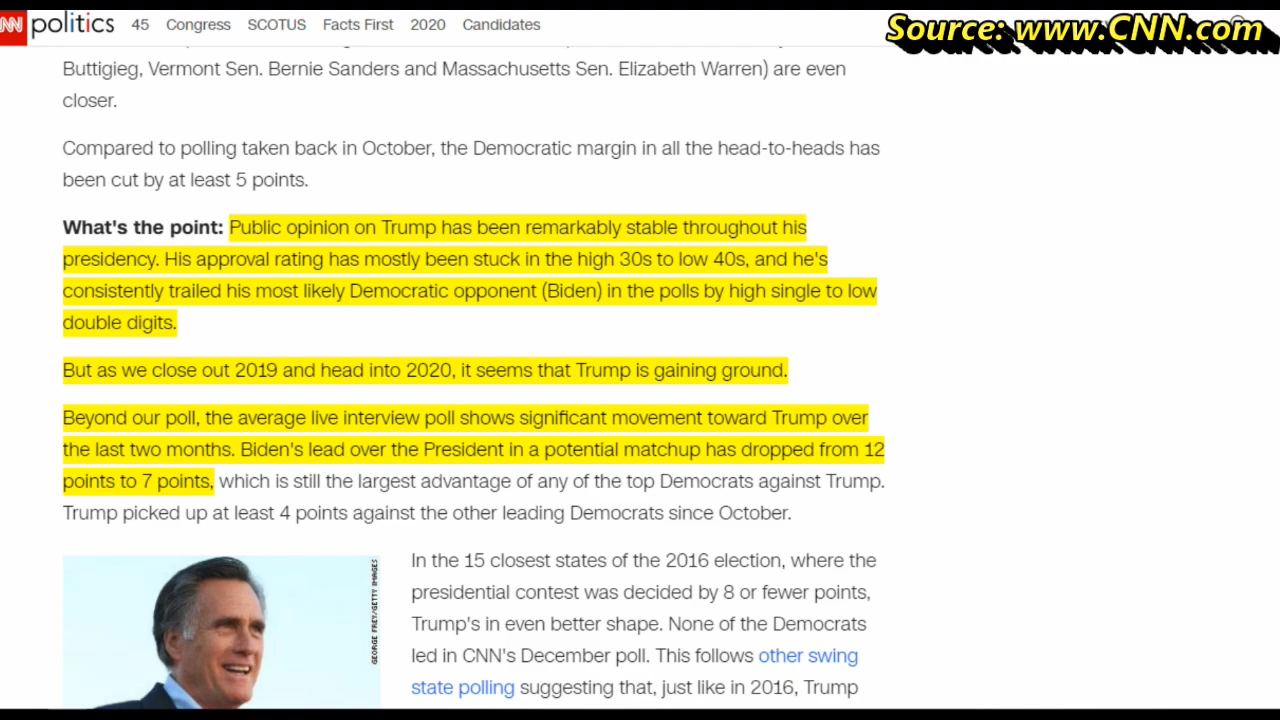 CNN politics 45 Congress SCOTUS Facts First 2020 Candidates
Source: www.CNN.com
Buttigieg, Vermont Sen. Bernie Sanders and Massachusetts Sen. Elizabeth Warren) are even
closer.
Compared to polling taken back in October, the Democratic margin in all the head-to-heads has
been cut by at least 5 points.
What's the point: Public opinion on Trump has been remarkably stable throughout his
presidency. His approval rating has mostly been stuck in the high 30s to low 40s, and he's
consistently trailed his most likely Democratic opponent (Biden) in the polls by high single to low
double digits.
But as we close out 2019 and head into 2020, it seems that Trump is gaining ground.
Beyond our poll, the average live interview poll shows significant movement toward Trump over
the last two months. Biden's lead over the President in a potential matchup has dropped from 12
points to 7 points, which is still the largest advantage of any of the top Democrats against Trump.
Trump picked up at least 4 points against the other leading Democrats since October.
GEORGE FREY/GETTY IMAGES
In the 15 closest states of the 2016 election, where the
presidential contest was decided by 8 or fewer points,
Trump's in even better shape. None of the Democrats
led in CNN's December poll. This follows other swing
state polling suggesting that, just like in 2016, Trump